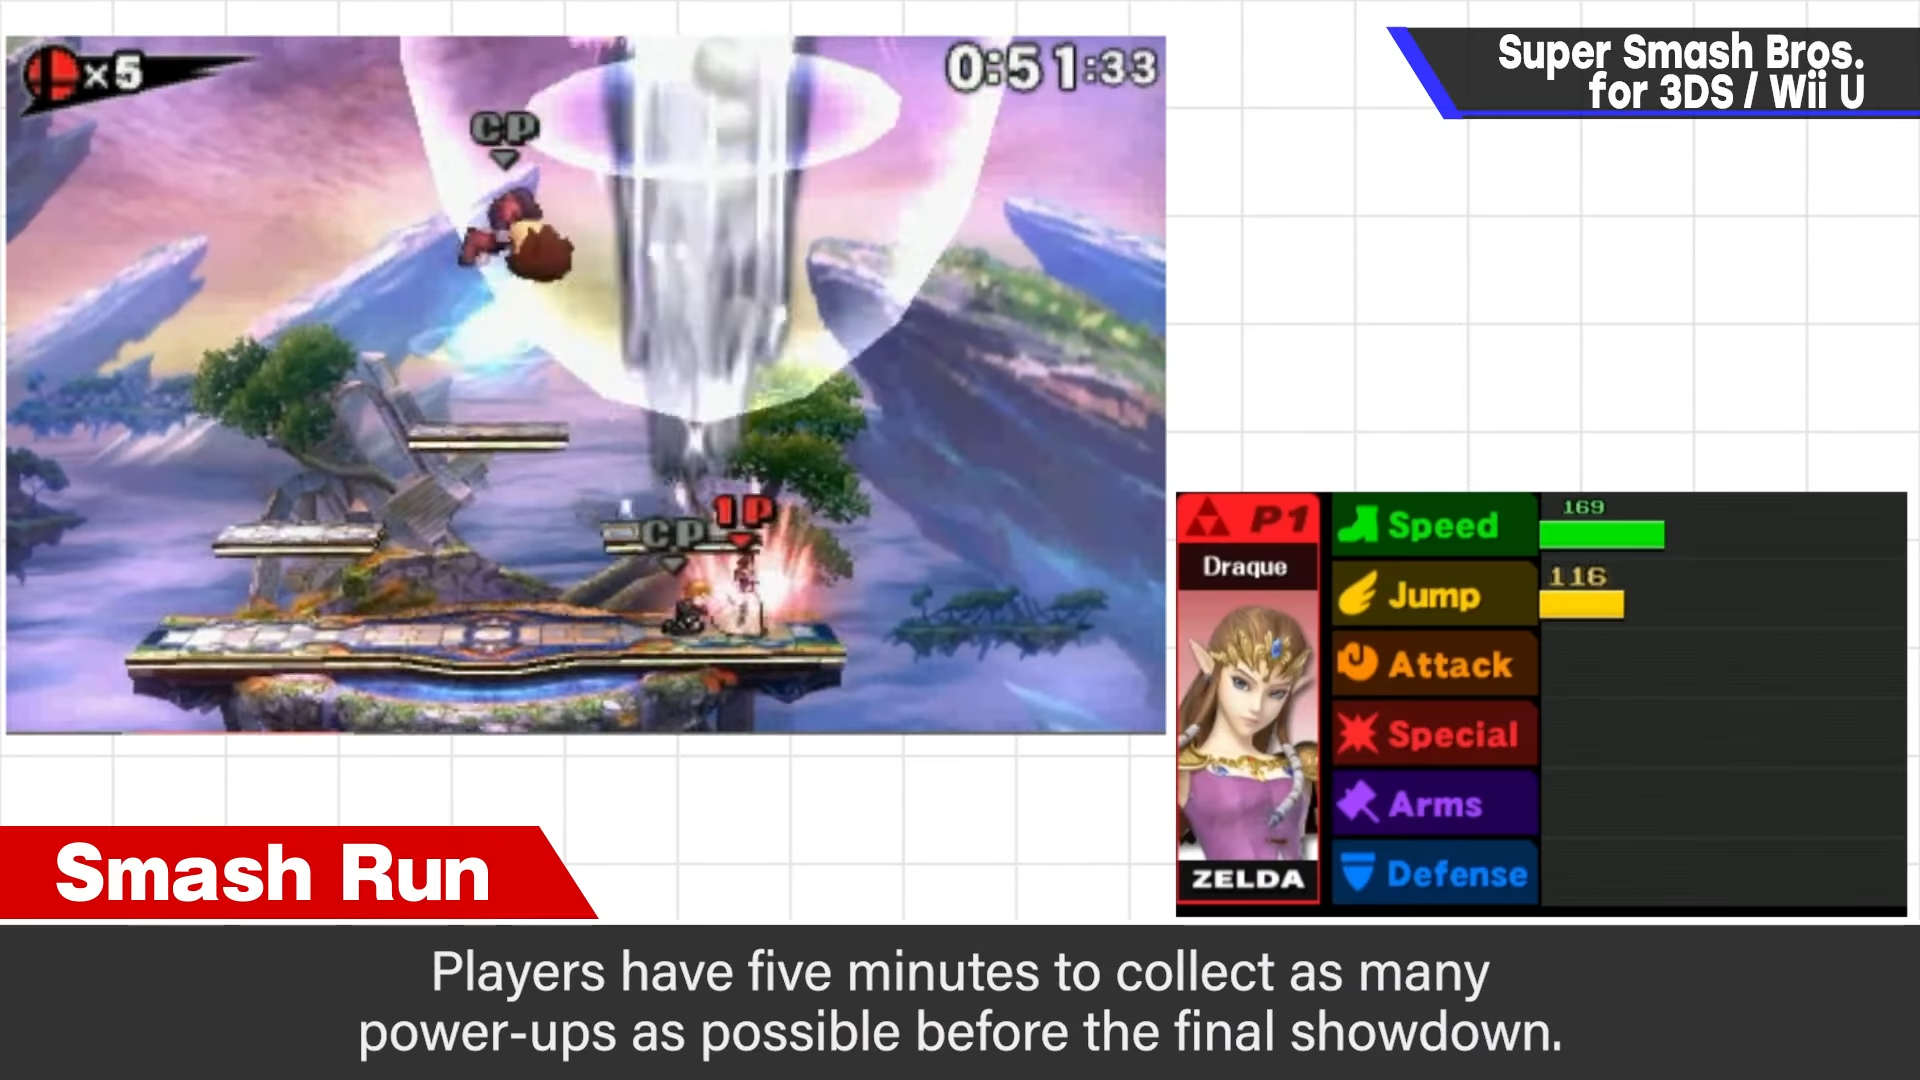 ×5
0:51:33
Super Smash Bros.
for 3DS / Wii U
CP
1P
CP
P1
Draque
ZELDA
Speed
169
Jump
116
Attack
Special
Arms
Defense
Smash Run
Players have five minutes to collect as many
power-ups as possible before the final showdown.